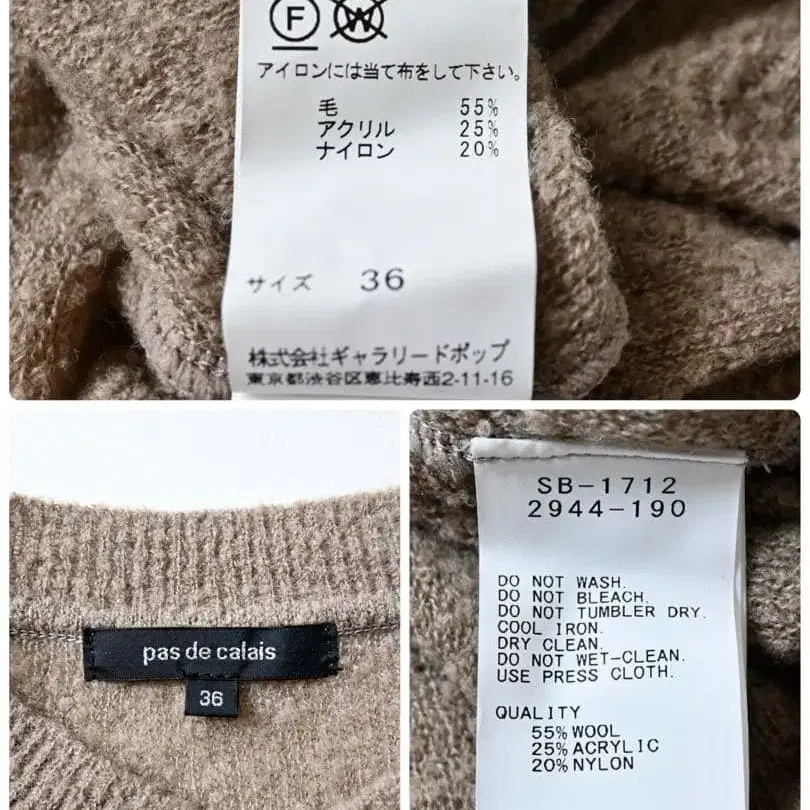 F W
アイロンには当て布をして下さい。
毛 55%
アクリル 25%
ナイロン 20%
サイズ 36
株式会社ギャラリードポップ
東京都渋谷区恵比寿西2-11-16
pas de calais
36
SB-1712
2944-190
DO NOT WASH.
DO NOT BLEACH.
DO NOT TUMBLER DRY.
COOL IRON.
DRY CLEAN.
DO NOT WET-CLEAN.
USE PRESS CLOTH.
QUALITY
55% WOOL
25% ACRYLIC
20% NYLON